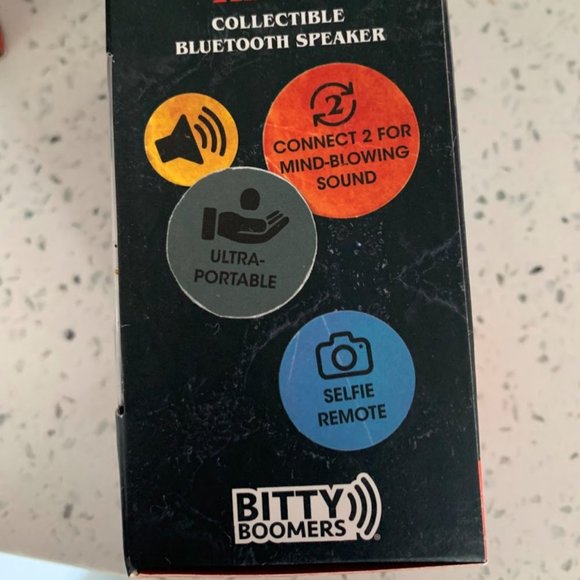 COLLECTIBLE
BLUETOOTH SPEAKER
2
CONNECT 2 FOR
MIND-BLOWING
SOUND
ULTRA-
PORTABLE
SELFIE
REMOTE
BITTY
BOOMERS
®